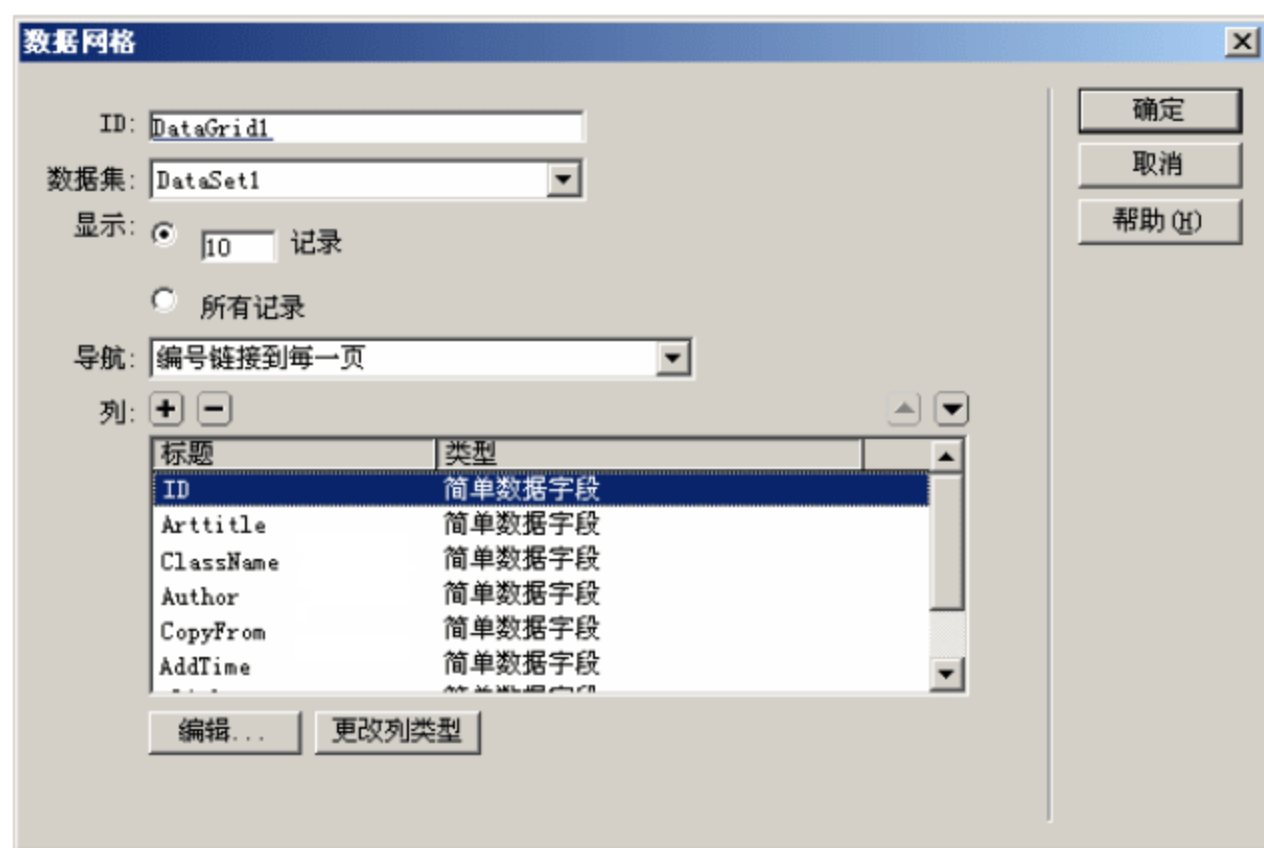 数据网格
ID: DataGrid1
数据集: DataSet1
显示: 10 记录
所有记录
导航: 编号链接到每一页
列:
标题 类型
ID 简单数据字段
Arttitle 简单数据字段
ClassName 简单数据字段
Author 简单数据字段
CopyFrom 简单数据字段
AddTime 简单数据字段
编辑... 更改列类型
确定
取消
帮助(H)